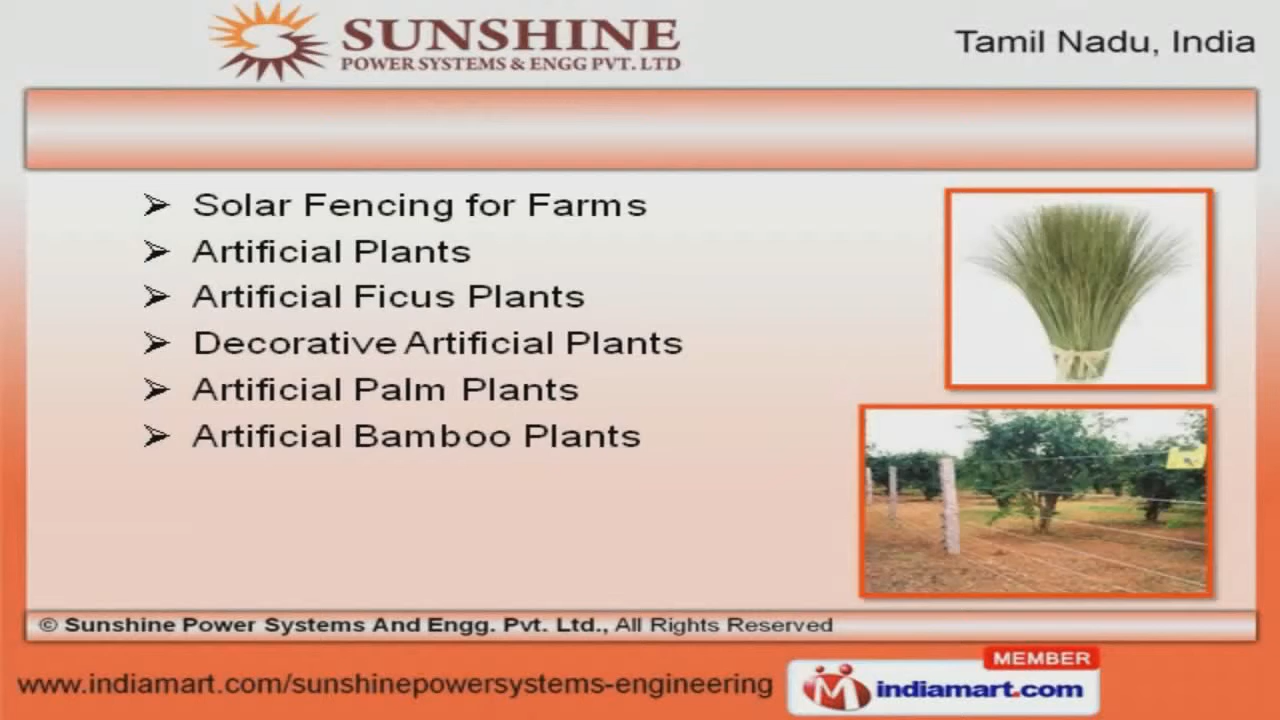 SUNSHINE
POWER SYSTEMS & ENGG PVT. LTD
Tamil Nadu, India
Solar Fencing for Farms
Artificial Plants
Artificial Ficus Plants
Decorative Artificial Plants
Artificial Palm Plants
Artificial Bamboo Plants
© Sunshine Power Systems And Engg. Pvt. Ltd., All Rights Reserved
www.indiamart.com/sunshinepowersystems-engineering
MEMBER
indiamart.com